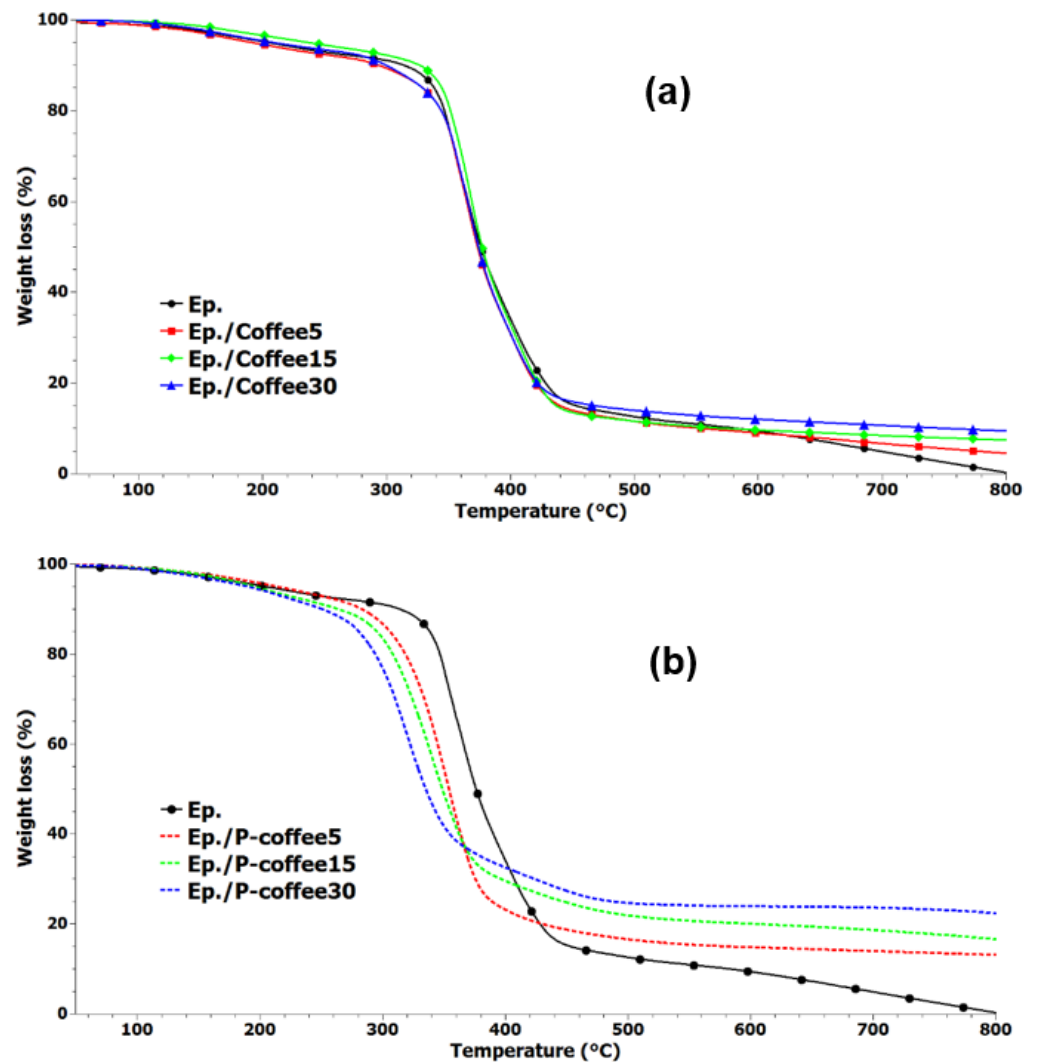 100
80
60
40
20
0
Weight loss (%)
(a)
Ep.
Ep./Coffee5
Ep./Coffee15
Ep./Coffee30
100 200 300 400 500 600 700 800
Temperature (°C)
100
80
60
40
20
0
Weight loss (%)
(b)
Ep.
Ep./P-coffee5
Ep./P-coffee15
Ep./P-coffee30
100 200 300 400 500 600 700 800
Temperature (°C)